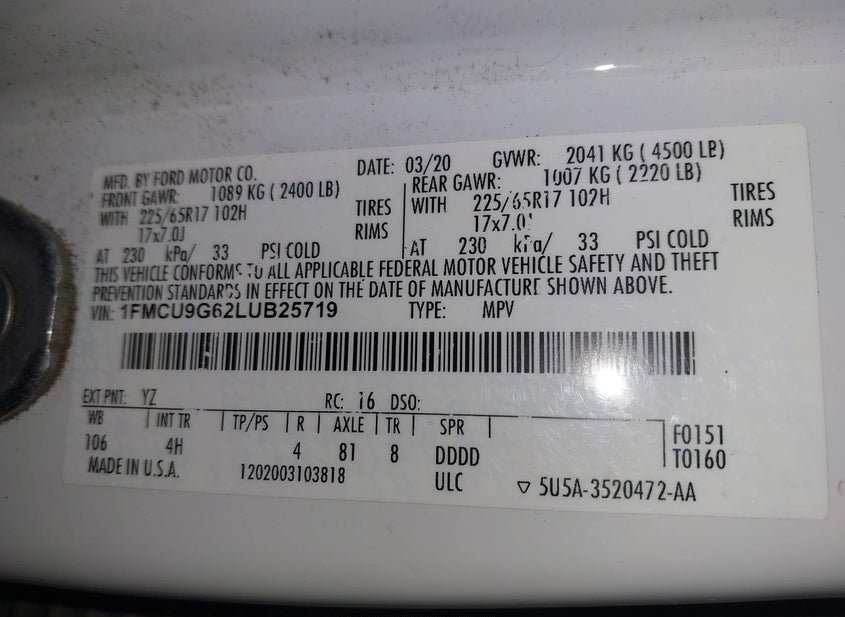 MFD. BY FORD MOTOR CO. DATE: 03/20 GVWR: 2041 KG ( 4500 LB)
FRONT GAWR: 1089 KG ( 2400 LB) REAR GAWR: 1007 KG ( 2220 LB)
WITH 225/65R17 102H TIRES WITH 225/65R17 102H TIRES
17x7.0J RIMS 17x7.0J RIMS
AT 230 kPa/ 33 PSI COLD AT 230 kPa/ 33 PSI COLD
THIS VEHICLE CONFORMS TO ALL APPLICABLE FEDERAL MOTOR VEHICLE SAFETY AND THEFT
PREVENTION STANDARDS IN EFFECT ON THE DATE OF MANUFACTURE SHOWN ABOVE.
VIN: 1FMCU9G62LUB25719 TYPE: MPV
EXT PNT: YZ RC: 16 DSO:
WB INT TR TP/PS R AXLE TR SPR
106 4H 4 81 8 DDDD
F0151
T0160
MADE IN U.S.A. 1202003103818 ULC 5U5A-3520472-AA